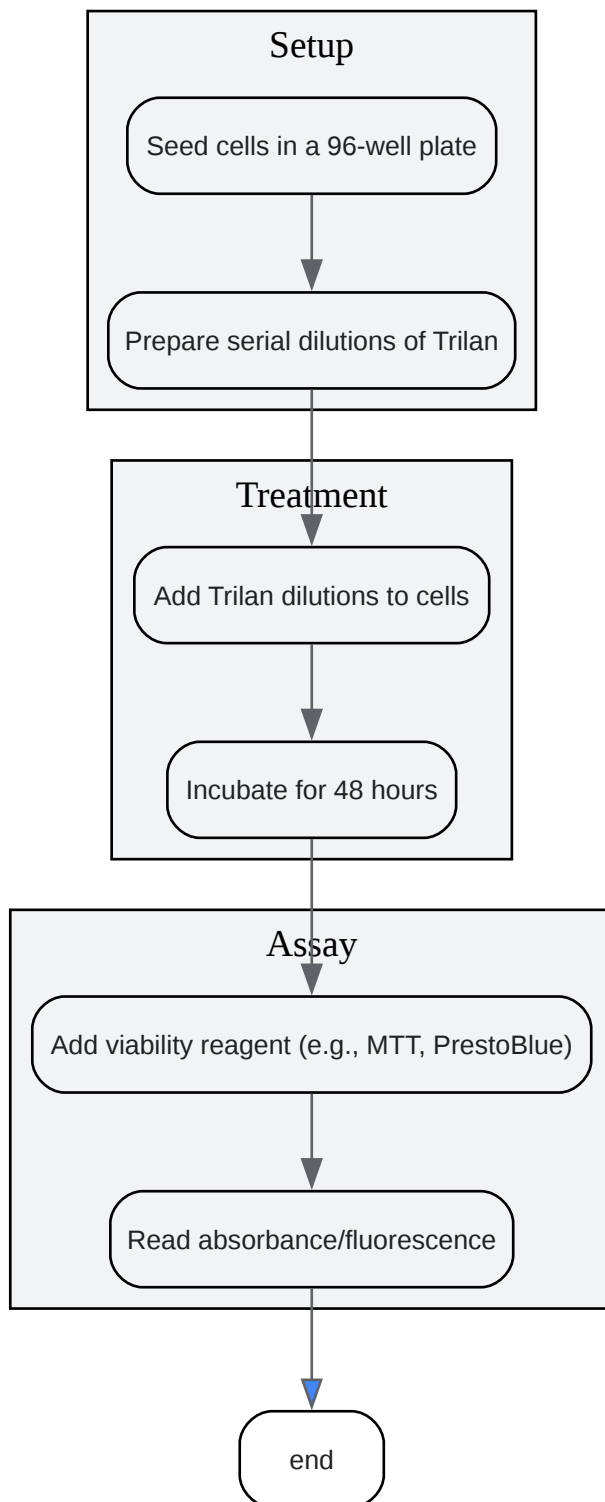 Setup
Seed cells in a 96-well plate
Prepare serial dilutions of Trilan
Treatment
Add Trilan dilutions to cells
Incubate for 48 hours
Assay
Add viability reagent (e.g., MTT, PrestoBlue)
Read absorbance/fluorescence
end